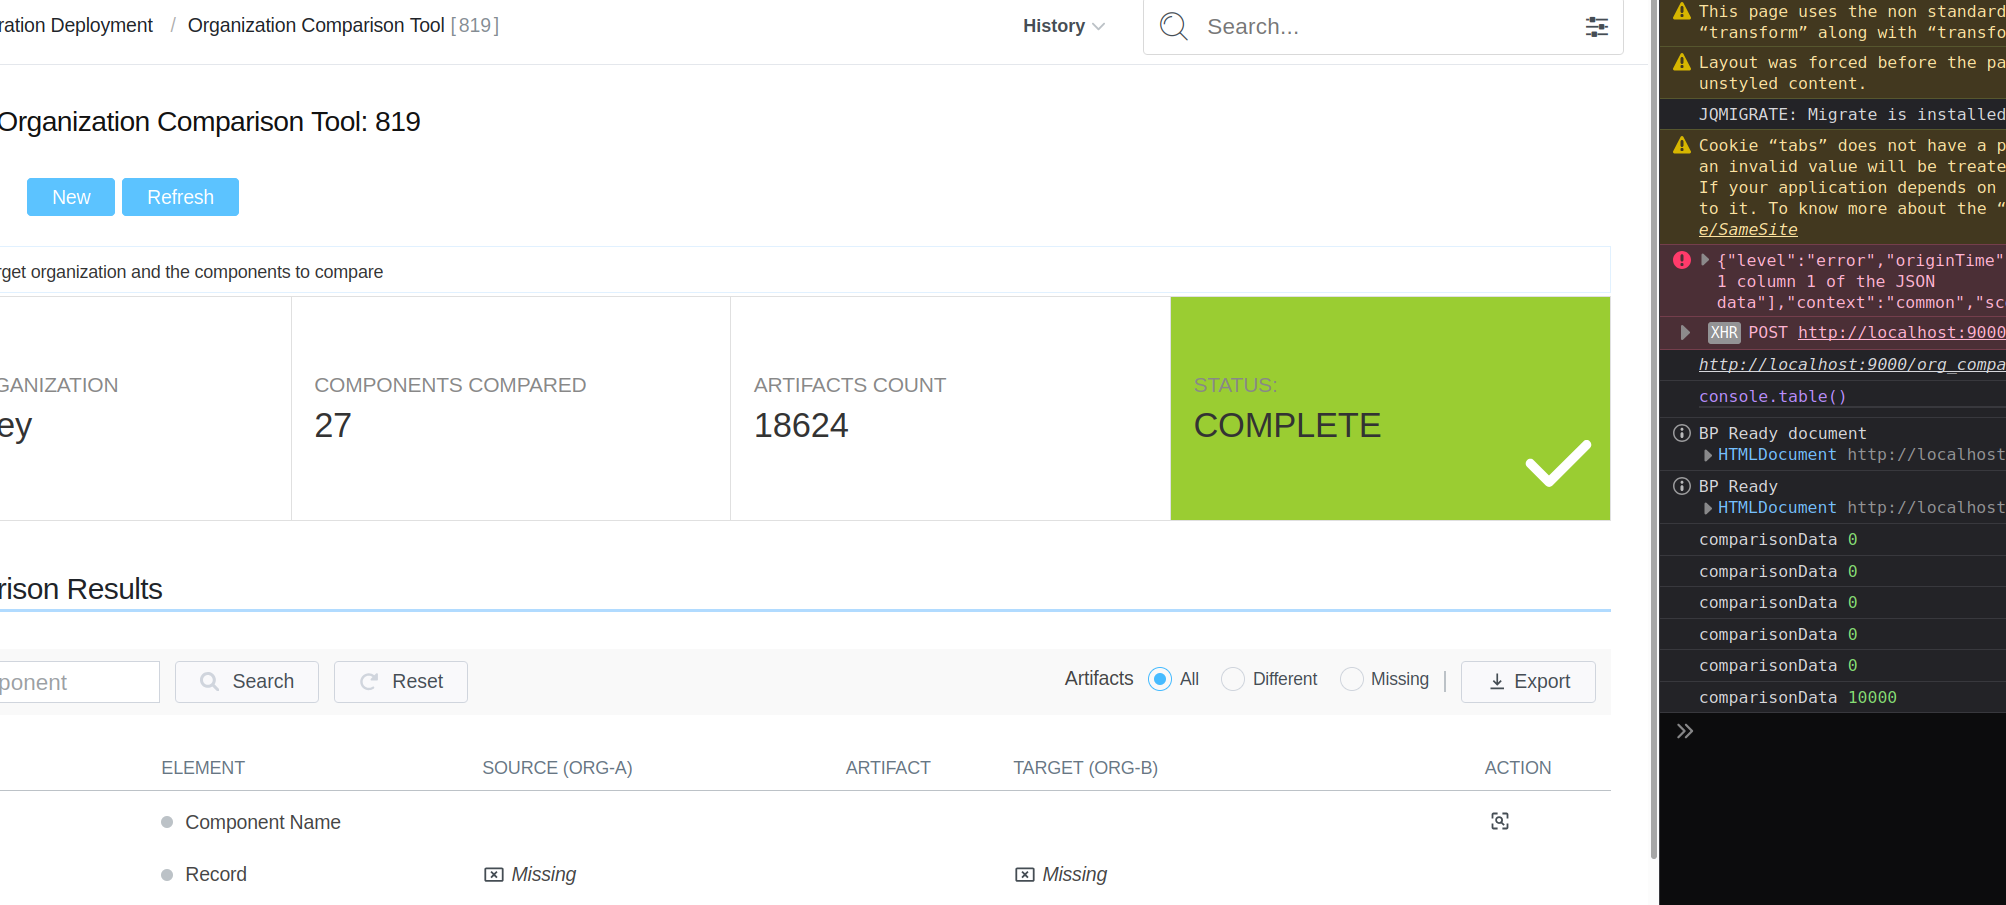 ration Deployment / Organization Comparison Tool [819]
History
Search...
Organization Comparison Tool: 819
New
Refresh
rget organization and the components to compare
GANIZATION
ey
COMPONENTS COMPARED
27
ARTIFACTS COUNT
18624
STATUS:
COMPLETE
rison Results
ponent
Search
Reset
Artifacts
All
Different
Missing
|
Export
ELEMENT
SOURCE (ORG-A)
ARTIFACT
TARGET (ORG-B)
ACTION
Component Name
Record
Missing
Missing
This page uses the non standard
“transform” along with “transfo
Layout was forced before the pa
unstyled content.
JQMIGRATE: Migrate is installed
Cookie “tabs” does not have a p
an invalid value will be treate
If your application depends on
to it. To know more about the “
e/SameSite
{"level":"error","originTime"
1 column 1 of the JSON
data"],"context":"common","sc
XHR POST http://localhost:9000
http://localhost:9000/org_compa
console.table()
BP Ready document
HTMLDocument http://localhost
BP Ready
HTMLDocument http://localhost
comparisonData 0
comparisonData 0
comparisonData 0
comparisonData 0
comparisonData 0
comparisonData 10000